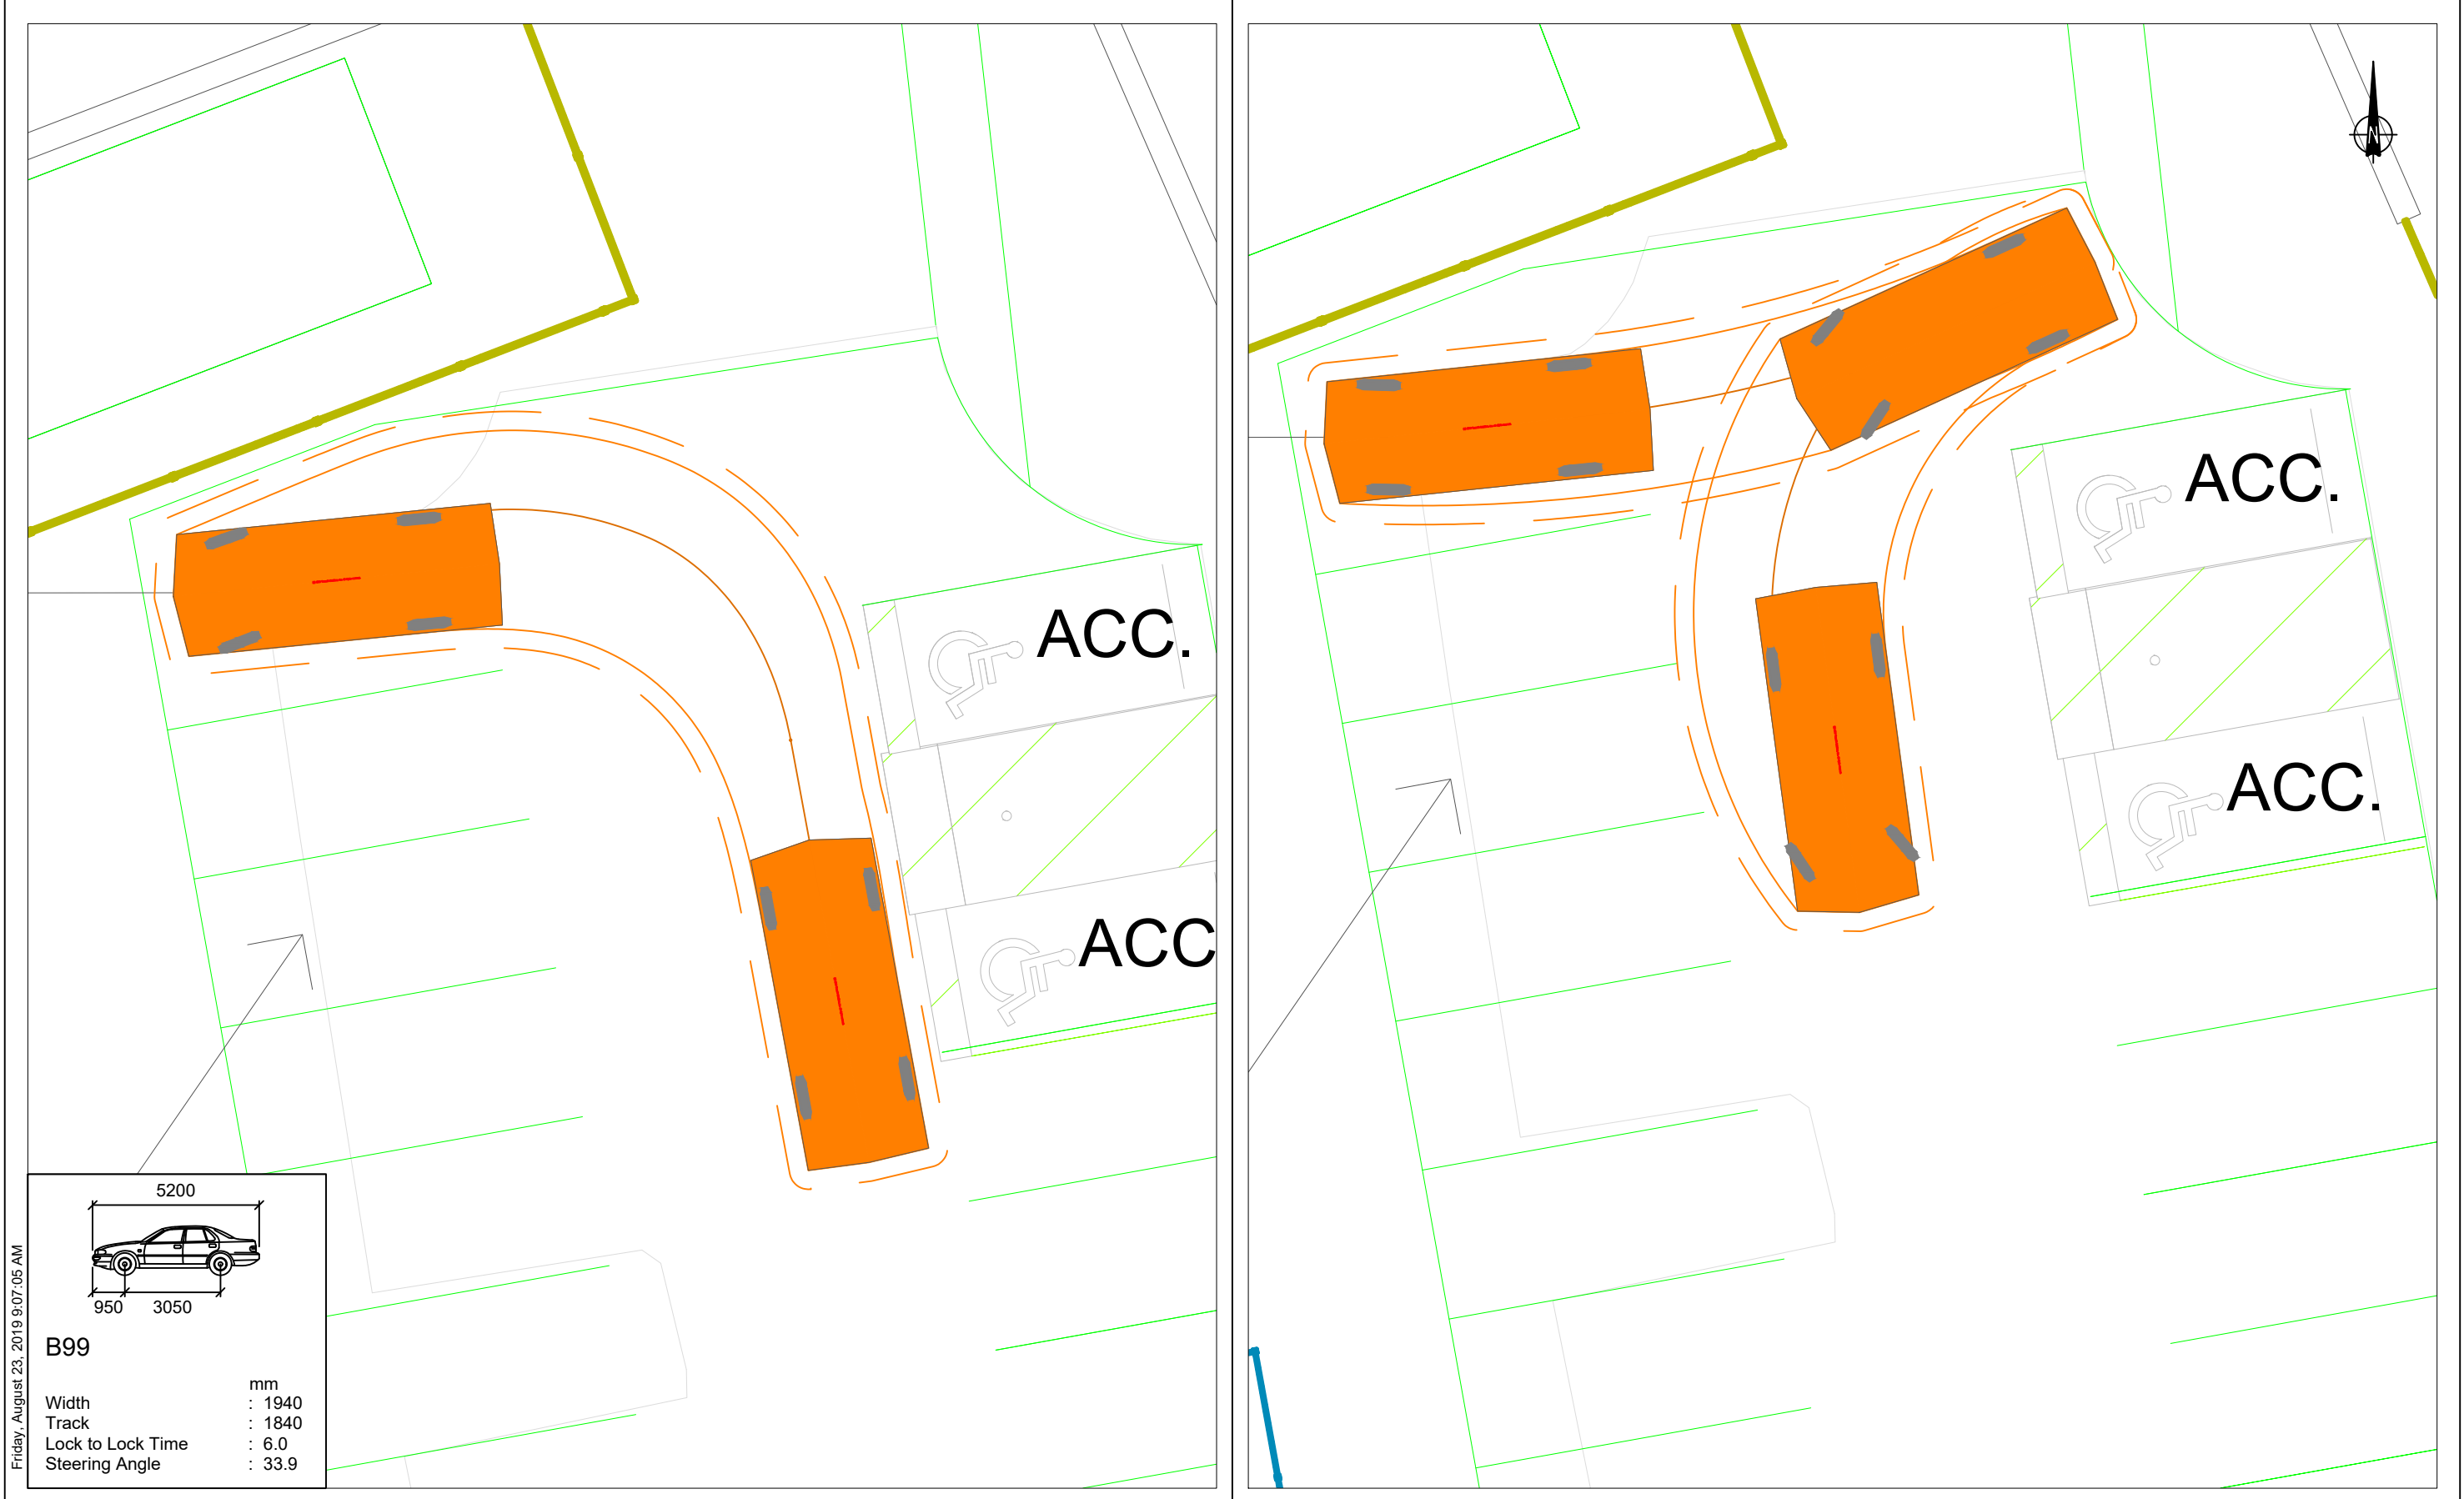 ACC.
ACC
5200
950 3050
B99
mm
Width : 1940
Track : 1840
Lock to Lock Time : 6.0
Steering Angle : 33.9
Friday, August 23, 2019 9:07:05 AM
N
ACC.
ACC.